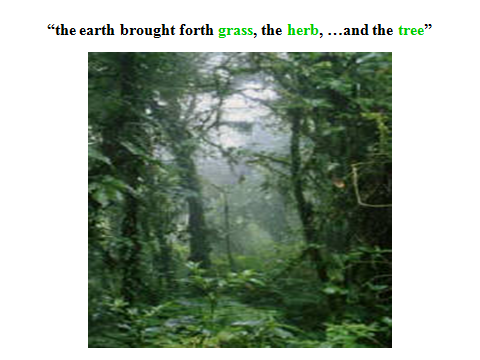 “the earth brought forth grass, the herb, …and the tree”